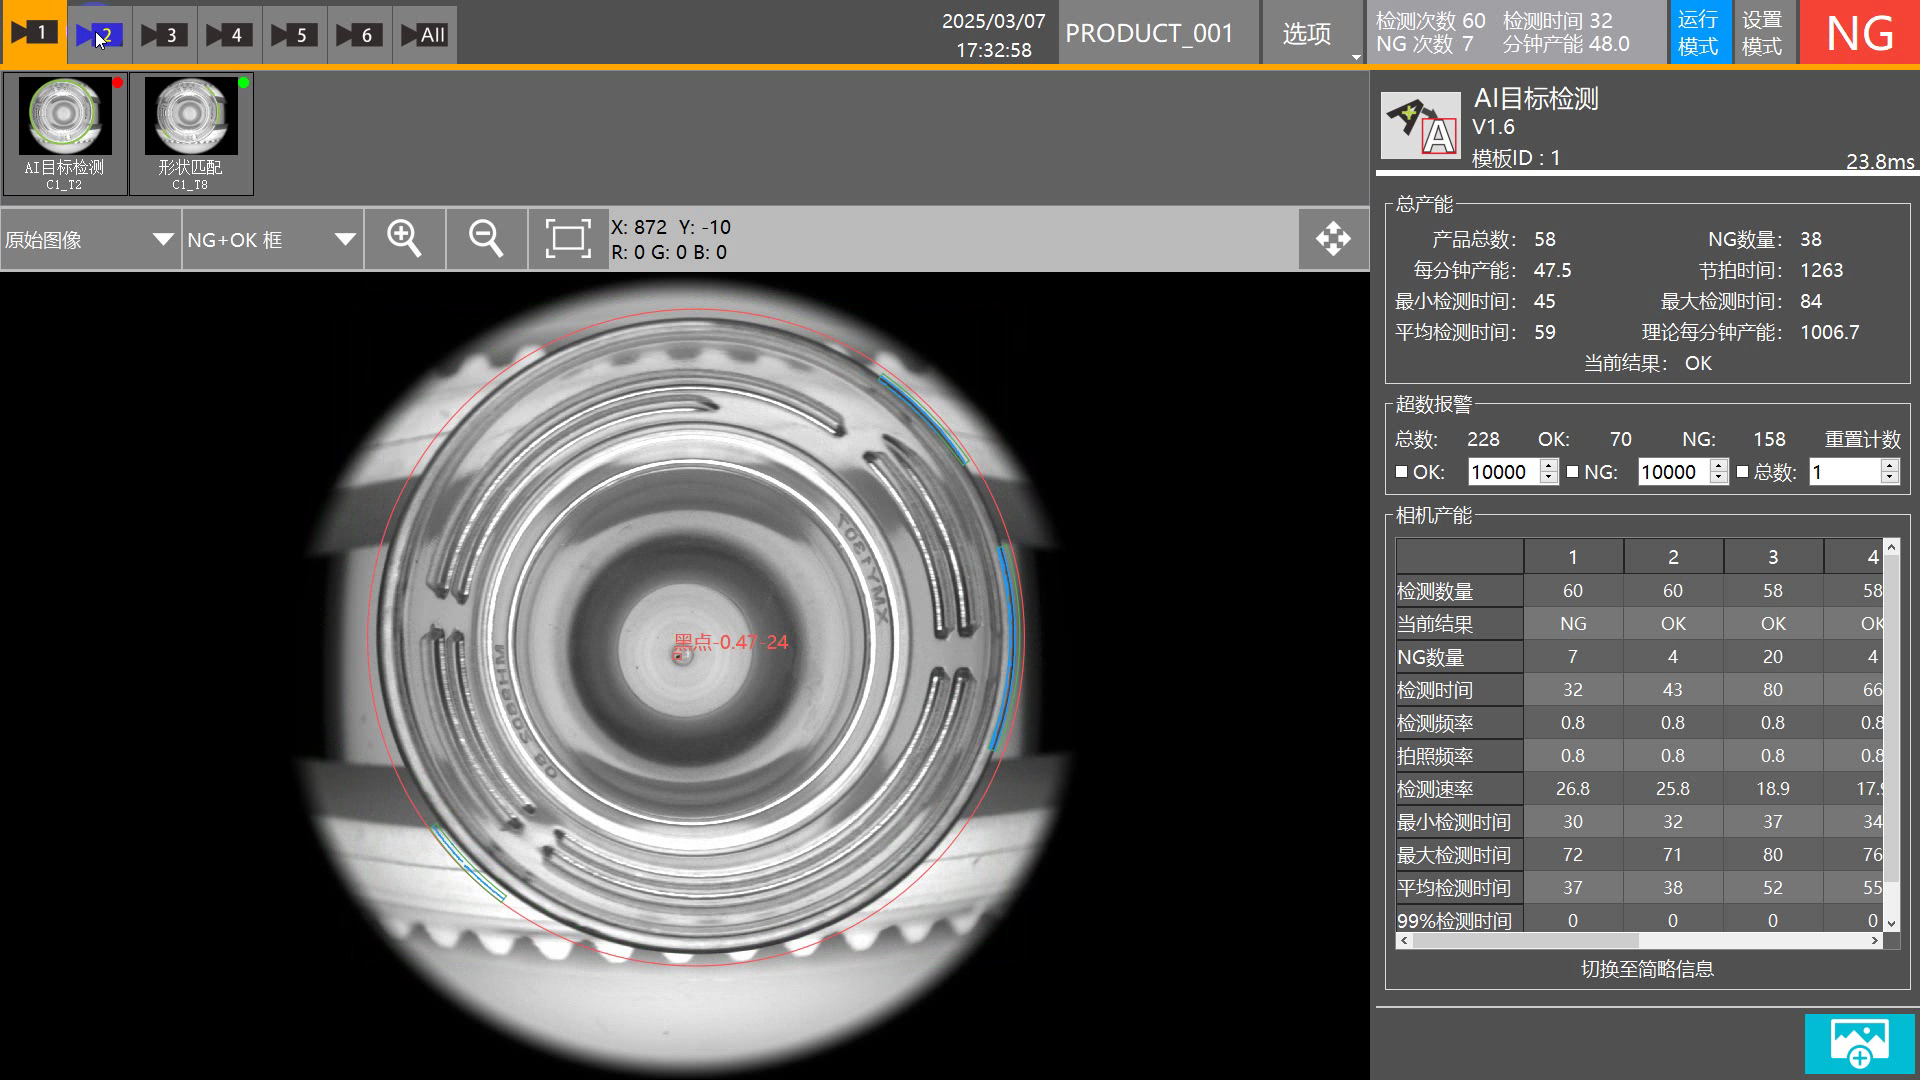 1
2
3
4
5
6
All
2025/03/07
17:32:58
PRODUCT_001
选项
检测次数 60 检测时间 32
NG 次数 7 分钟产能 48.0
运行
模式
设置
模式
NG
AI目标检测
C1_T2
形状匹配
C1_T8
原始图像
NG+OK 框
X: 872 Y: -10
R: 0 G: 0 B: 0
黑点-0.47-24
AI目标检测
V1.6
模板ID : 1
23.8ms
总产能
产品总数: 58 NG数量: 38
每分钟产能: 47.5 节拍时间: 1263
最小检测时间: 45 最大检测时间: 84
平均检测时间: 59 理论每分钟产能: 1006.7
当前结果: OK
超数报警
总数: 228 OK: 70 NG: 158 重置计数
OK: 10000 NG: 10000 总数: 1
相机产能
1 2 3 4
检测数量 60 60 58 58
当前结果 NG OK OK OK
NG数量 7 4 20 4
检测时间 32 43 80 66
检测频率 0.8 0.8 0.8 0.8
拍照频率 0.8 0.8 0.8 0.8
检测速率 26.8 25.8 18.9 17.9
最小检测时间 30 32 37 34
最大检测时间 72 71 80 76
平均检测时间 37 38 52 55
99%检测时间 0 0 0 0
切换至简略信息